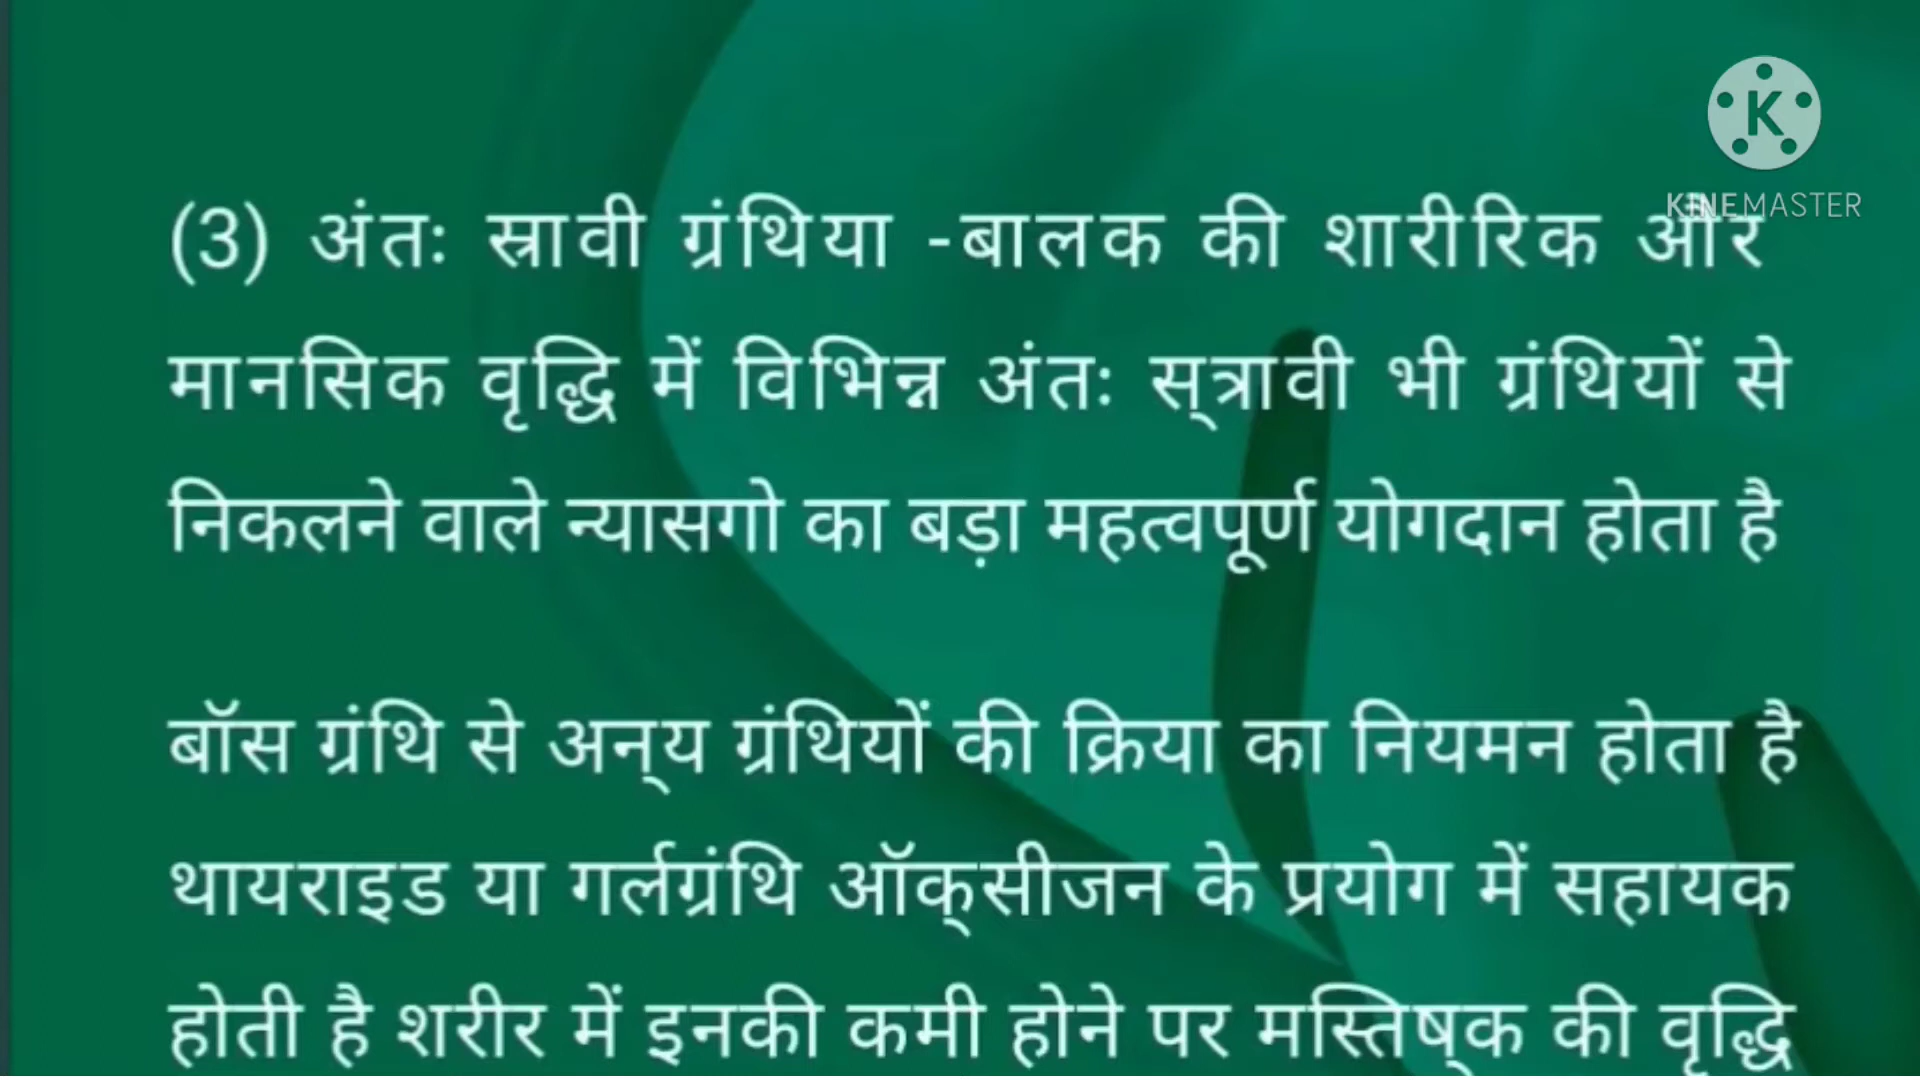 KINEMASTER
(3) अंतः स्रावी ग्रंथिया -बालक की शारीरिक और
मानसिक वृद्धि में विभिन्न अंतः स्‌त्रावी भी ग्रंथियों से
निकलने वाले न्यासगो का बड़ा महत्वपूर्ण योगदान होता है
बॉस ग्रंथि से अन्‌य ग्रंथियों की क्रिया का नियमन होता है
थायराइड या गर्लग्रंथि ऑक्‌सीजन के प्रयोग में सहायक
होती है शरीर में इनकी कमी होने पर मस्तिष्‌क की वृद्धि